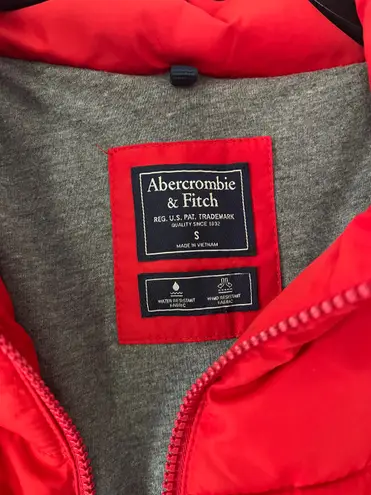 Abercrombie
& Fitch
REG. U.S. PAT. TRADEMARK
QUALITY SINCE 1892
S
MADE IN VIETNAM
WATER RESISTANT
FABRIC
WIND RESISTANT
FABRIC